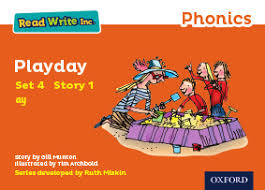 Read Write Inc.
Phonics
Playday
Set 4 Story 1
ay
Story by Gill Munton
Illustrated by Tim Archbold
Series developed by Ruth Miskin
OXFORD